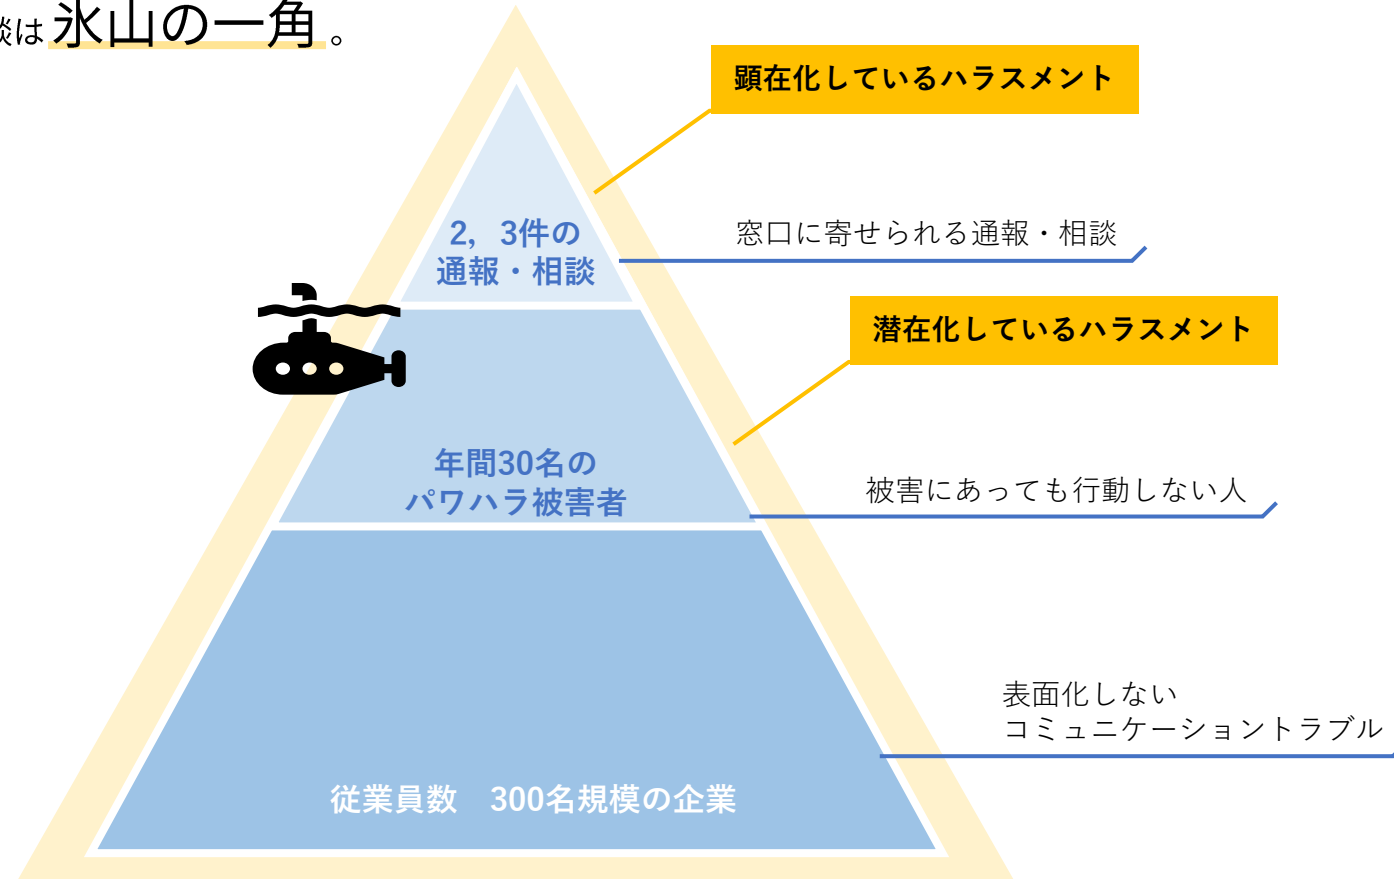 談は氷山の一角。
顕在化しているハラスメント
2，3件の
通報・相談
窓口に寄せられる通報・相談
潜在化しているハラスメント
年間30名の
パワハラ被害者
被害にあっても行動しない人
表面化しない
コミュニケーショントラブル
従業員数　300名規模の企業